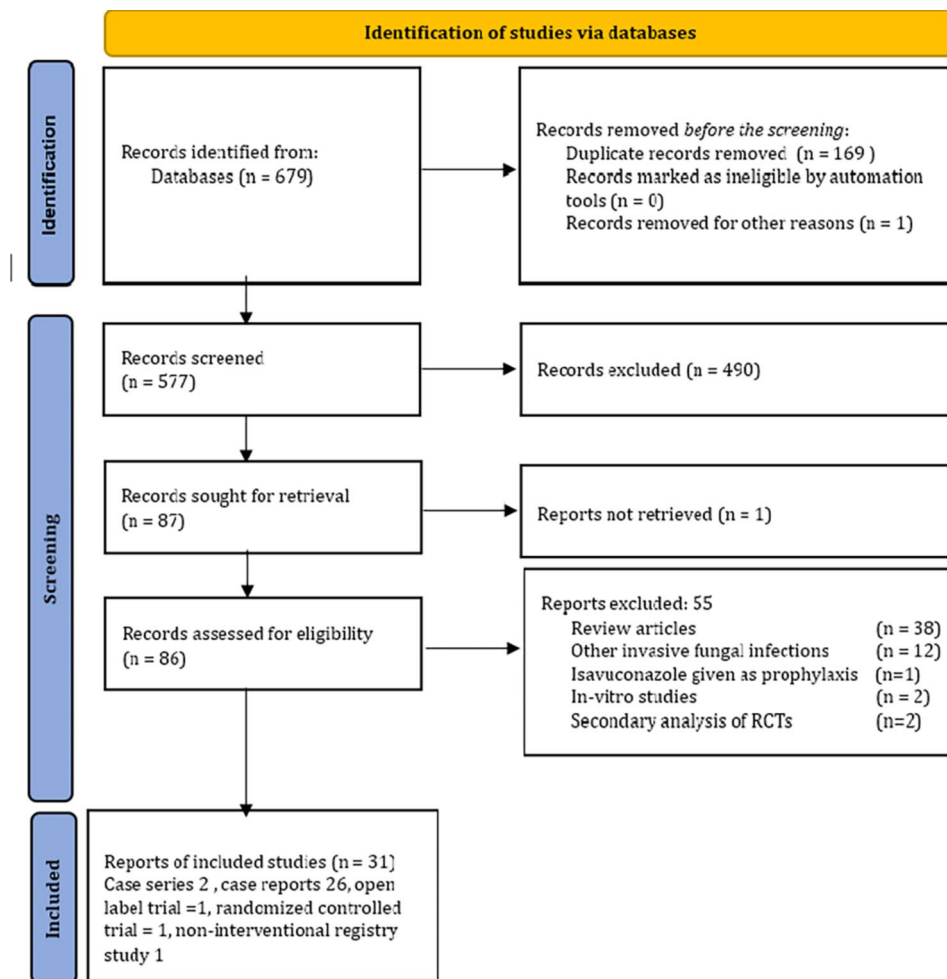 Identification of studies via databases
Identification
Records identified from:
Databases (n = 679)
Records removed before the screening:
Duplicate records removed (n = 169 )
Records marked as ineligible by automation
tools (n = 0)
Records removed for other reasons (n = 1)
Screening
Records screened
(n = 577)
Records excluded (n = 490)
Records sought for retrieval
(n = 87)
Reports not retrieved (n = 1)
Records assessed for eligibility
(n = 86)
Reports excluded: 55
Review articles (n = 38)
Other invasive fungal infections (n = 12)
Isavuconazole given as prophylaxis (n=1)
In-vitro studies (n = 2)
Secondary analysis of RCTs (n=2)
Included
Reports of included studies (n = 31)
Case series 2 , case reports 26, open
label trial =1, randomized controlled
trial = 1, non-interventional registry
study 1